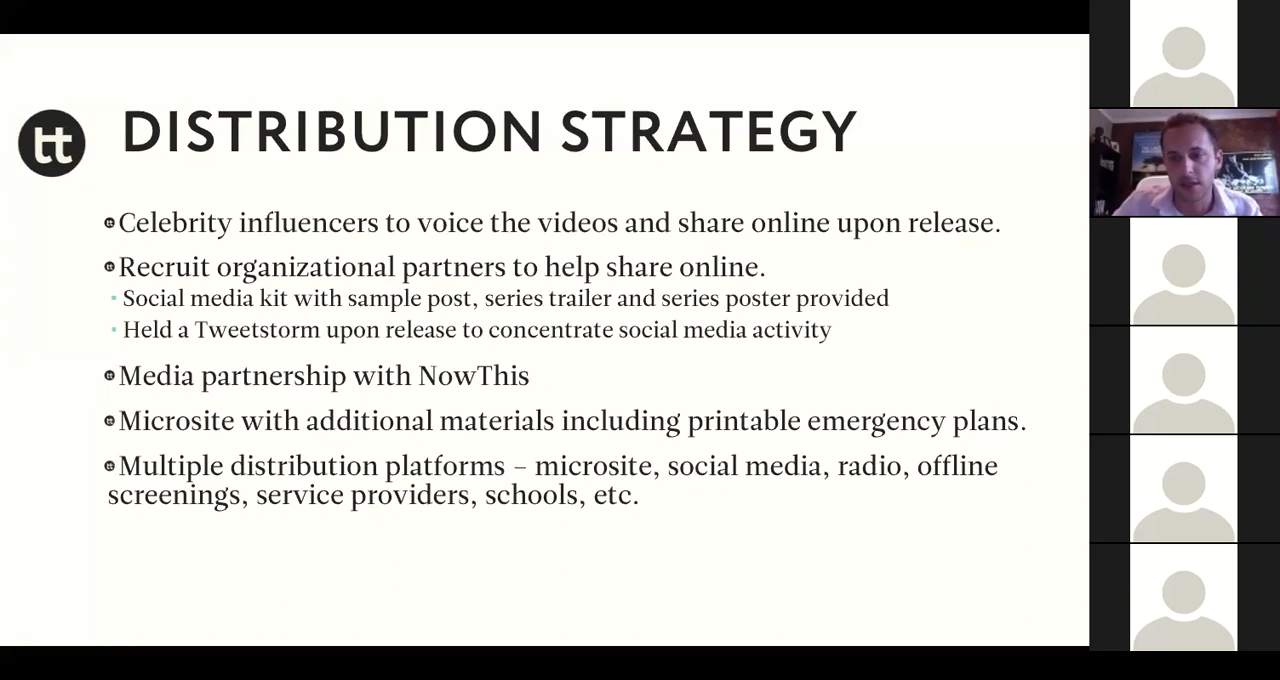 tt
DISTRIBUTION STRATEGY
Celebrity influencers to voice the videos and share online upon release.
Recruit organizational partners to help share online.
Social media kit with sample post, series trailer and series poster provided
Held a Tweetstorm upon release to concentrate social media activity
Media partnership with NowThis
Microsite with additional materials including printable emergency plans.
Multiple distribution platforms – microsite, social media, radio, offline
screenings, service providers, schools, etc.